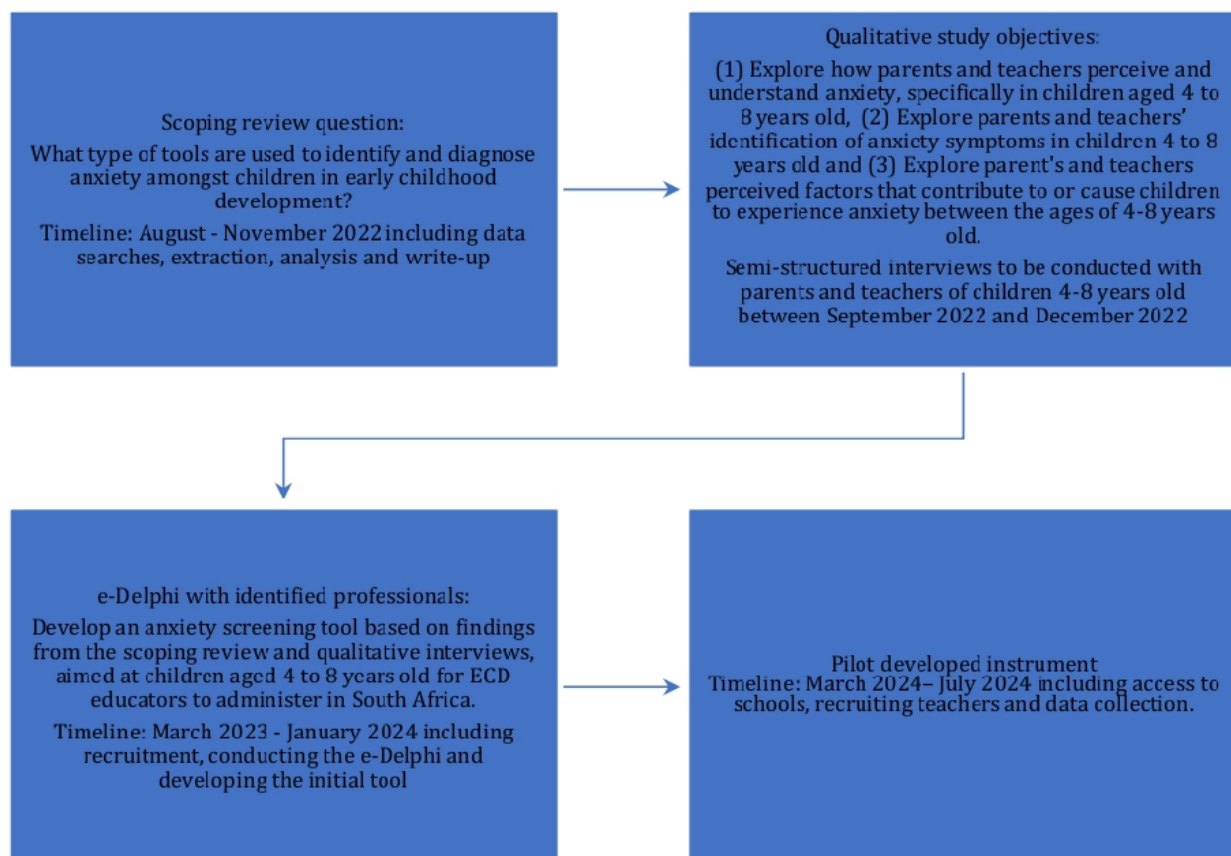 Scoping review question:
What type of tools are used to identify and diagnose
anxiety amongst children in early childhood
development?
Timeline: August - November 2022 including data
searches, extraction, analysis and write-up
Qualitative study objectives:
(1) Explore how parents and teachers perceive and
understand anxiety, specifically in children aged 4 to
8 years old, (2) Explore parents and teachers’
identification of anxiety symptoms in children 4 to 8
years old and (3) Explore parent's and teachers
perceived factors that contribute to or cause children
to experience anxiety between the ages of 4-8 years
old.
Semi-structured interviews to be conducted with
parents and teachers of children 4-8 years old
between September 2022 and December 2022
e-Delphi with identified professionals:
Develop an anxiety screening tool based on findings
from the scoping review and qualitative interviews,
aimed at children aged 4 to 8 years old for ECD
educators to administer in South Africa.
Timeline: March 2023 - January 2024 including
recruitment, conducting the e-Delphi and
developing the initial tool
Pilot developed instrument
Timeline: March 2024– July 2024 including access to
schools, recruiting teachers and data collection.